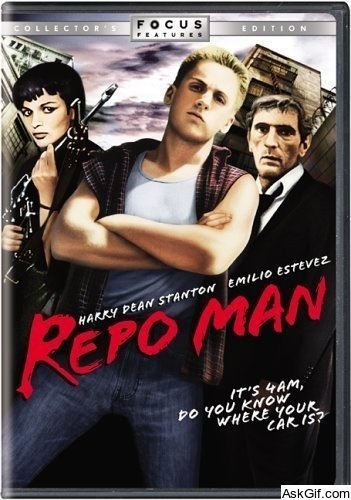 COLLECTOR'S
FOCUS
FEATURES
EDITION
HARRY DEAN STANTON EMILIO ESTEVEZ
REPO MAN
IT'S 4AM,
DO YOU KNOW
WHERE YOUR
CAR IS?
AskGif.com